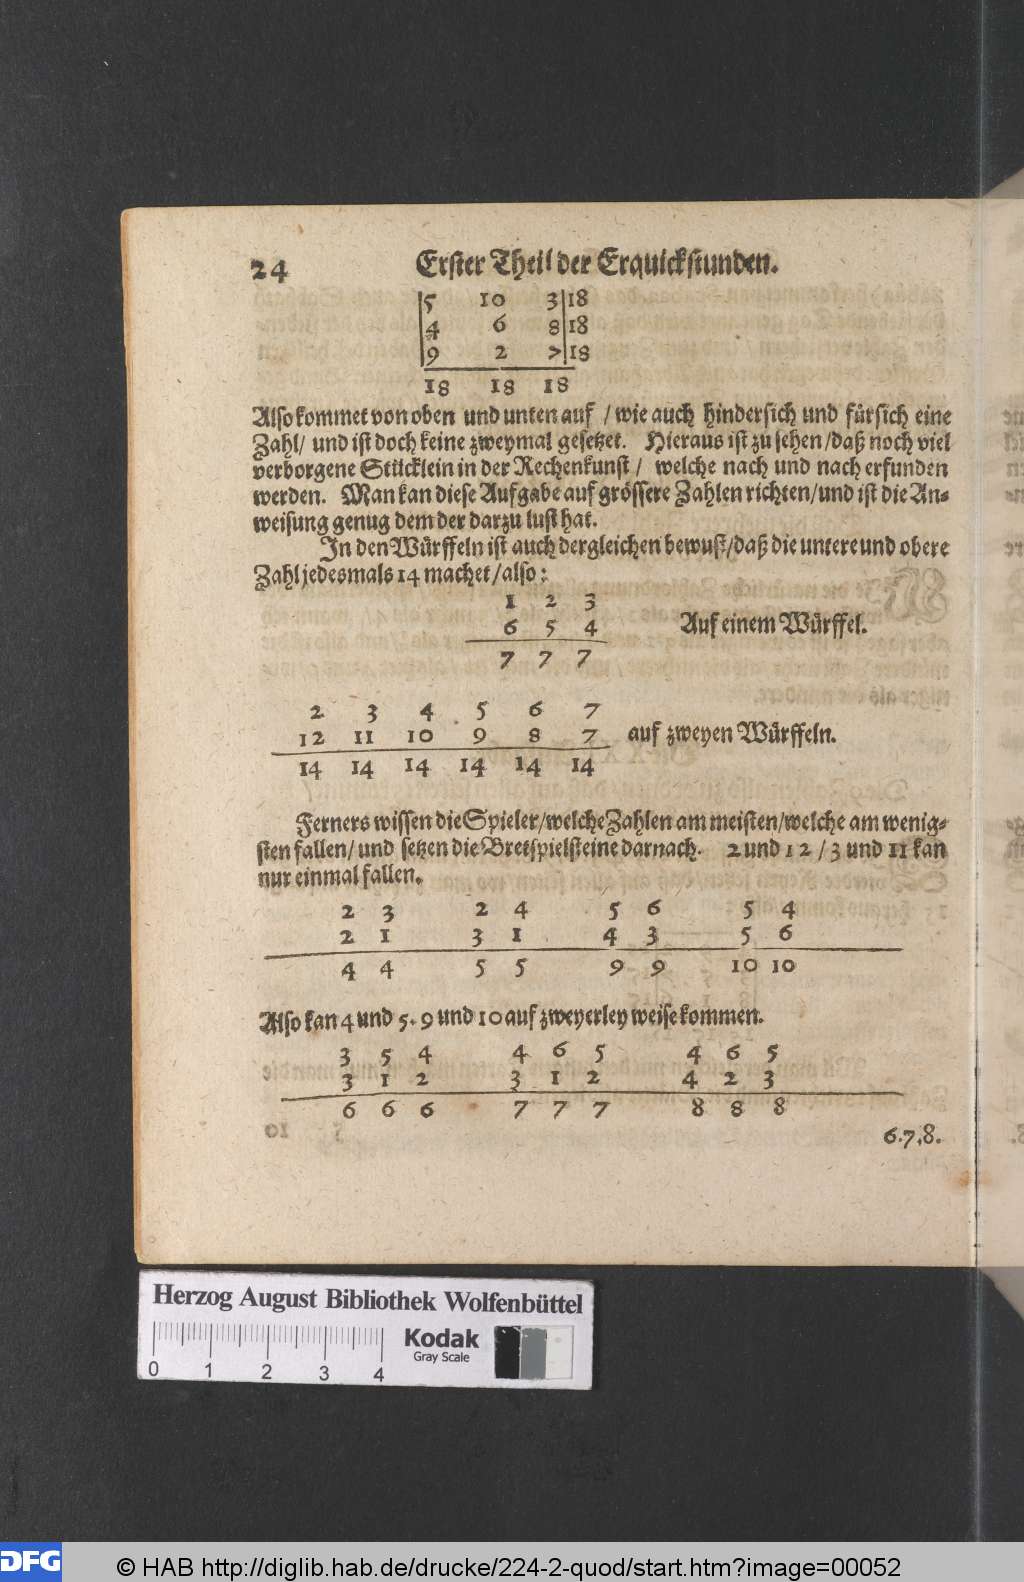 24 Erster Theil der Erquickstunden.
5 10 3 18
4 6 8 18
9 2 7 18
18 18 18
Also kommet von oben und unten auf / wie auch hindersich und fürsich eine
Zahl / und ist doch keine zweymal gesetzet. Hieraus ist zu sehen / daß noch viel
verborgene Stücklein in der Rechenkunst / welche nach und nach erfunden
werden. Man kan diese Aufgabe auf grössere Zahlen richten / und ist die An-
weisung genug dem der darzu lust hat.
In den Würffeln ist auch dergleichen bewust / daß die untere und obere
Zahl jedesmals 14 machet / also:
1 2 3
6 5 4 Auf einem Würffel.
7 7 7
2 3 4 5 6 7
12 11 10 9 8 7 auf zweyen Würffeln.
14 14 14 14 14 14
Ferners wissen die Spieler / welche Zahlen am meisten / welche am wenig-
sten fallen / und setzen die Bretspielsteine darnach. 2 und 12 / 3 und 11 kan
nur einmal fallen.
2 3 2 4 5 6 5 4
2 1 3 1 4 3 5 6
4 4 5 5 9 9 10 10
Also kan 4 und 5. 9 und 10 auf zweyerley weise kommen.
3 5 4 4 6 5 4 6 5
3 1 2 3 1 2 4 2 3
6 6 6 7 7 7 8 8 8
6.7.8.
Herzog August Bibliothek Wolfenbüttel
Kodak
Gray Scale
0 1 2 3 4
DFG © HAB http://diglib.hab.de/drucke/224-2-quod/start.htm?image=00052